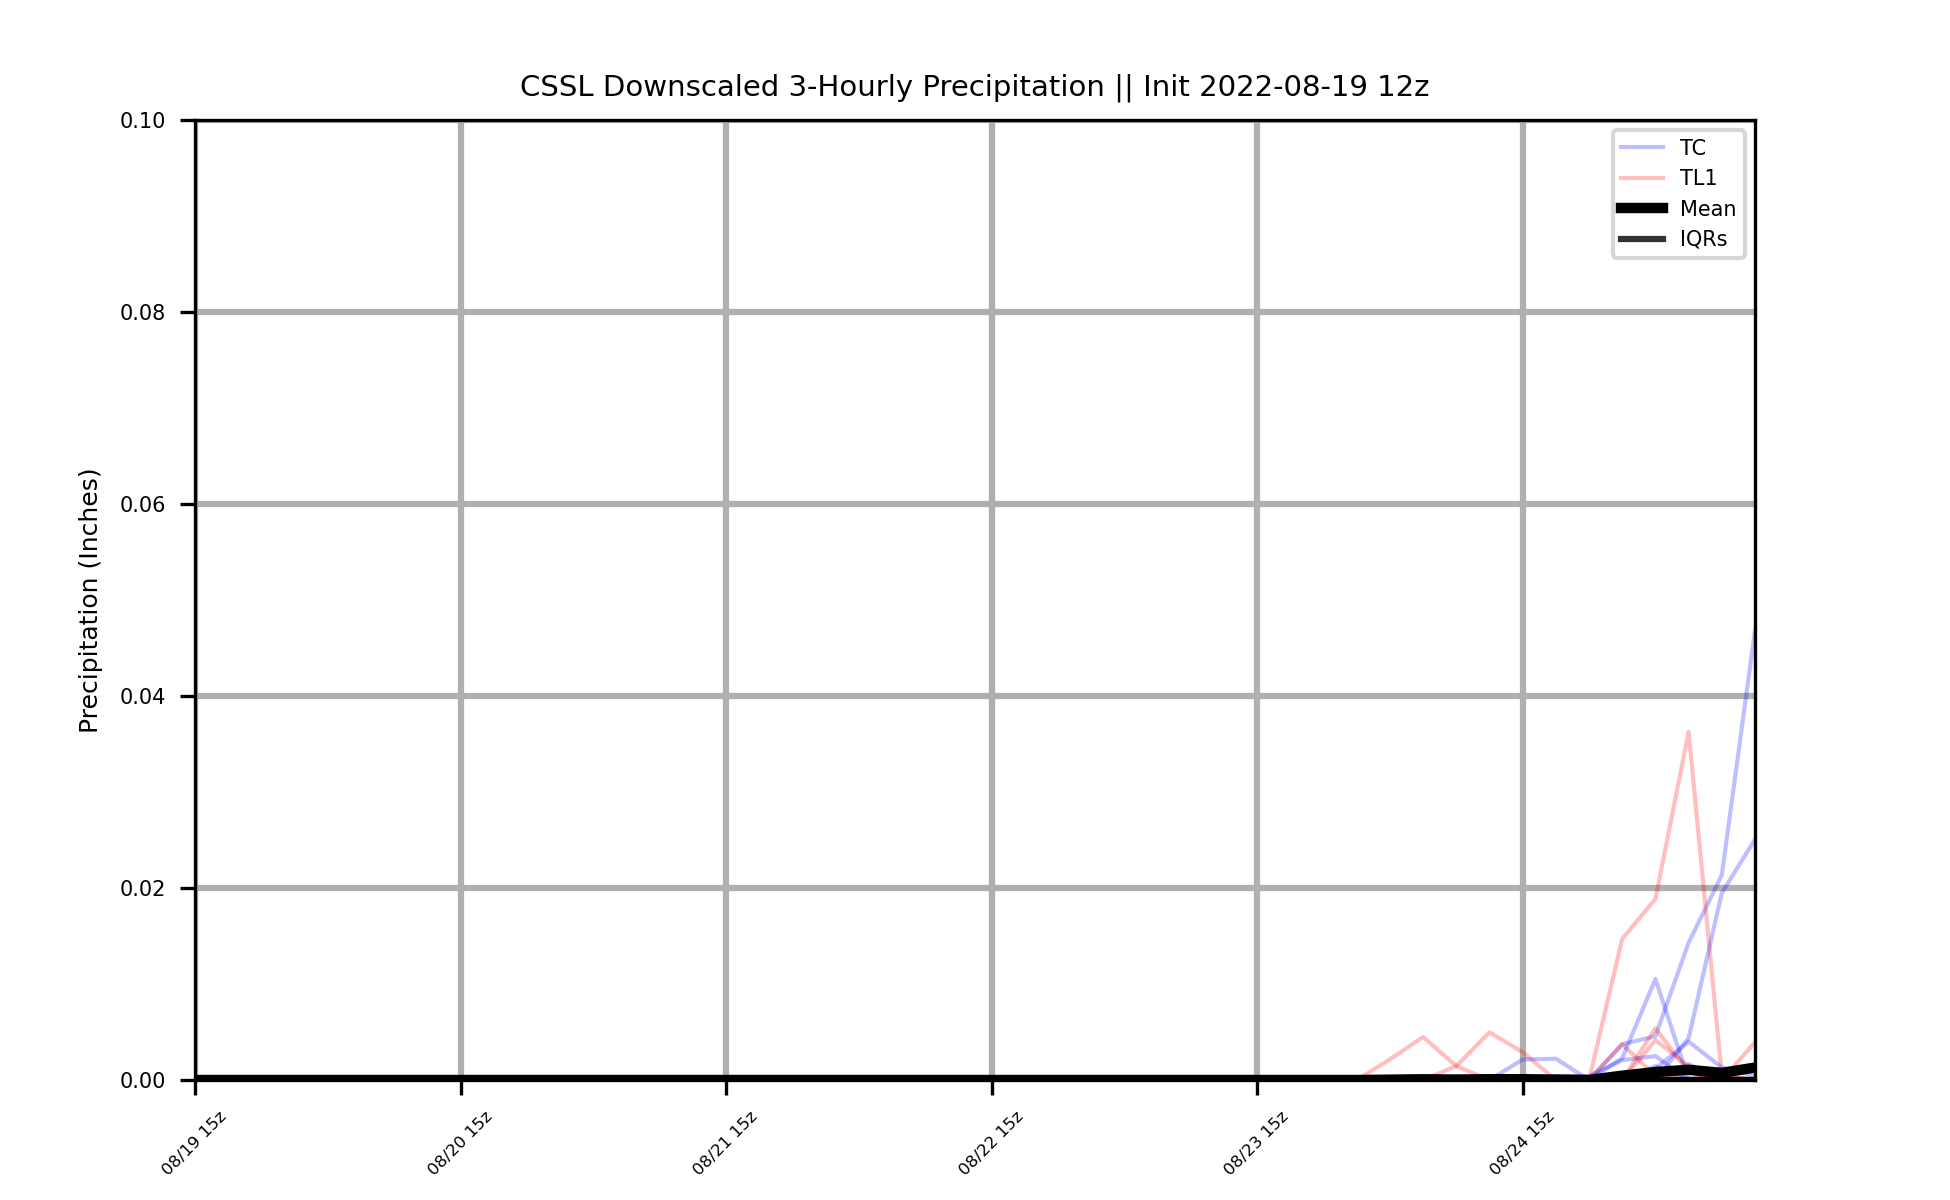 CSSL Downscaled 3-Hourly Precipitation || Init 2022-08-19 12z
TC
TL1
Mean
IQRs
Precipitation (Inches)
0.10
0.08
0.06
0.04
0.02
0.00
08/19 15z
08/20 15z
08/21 15z
08/22 15z
08/23 15z
08/24 15z